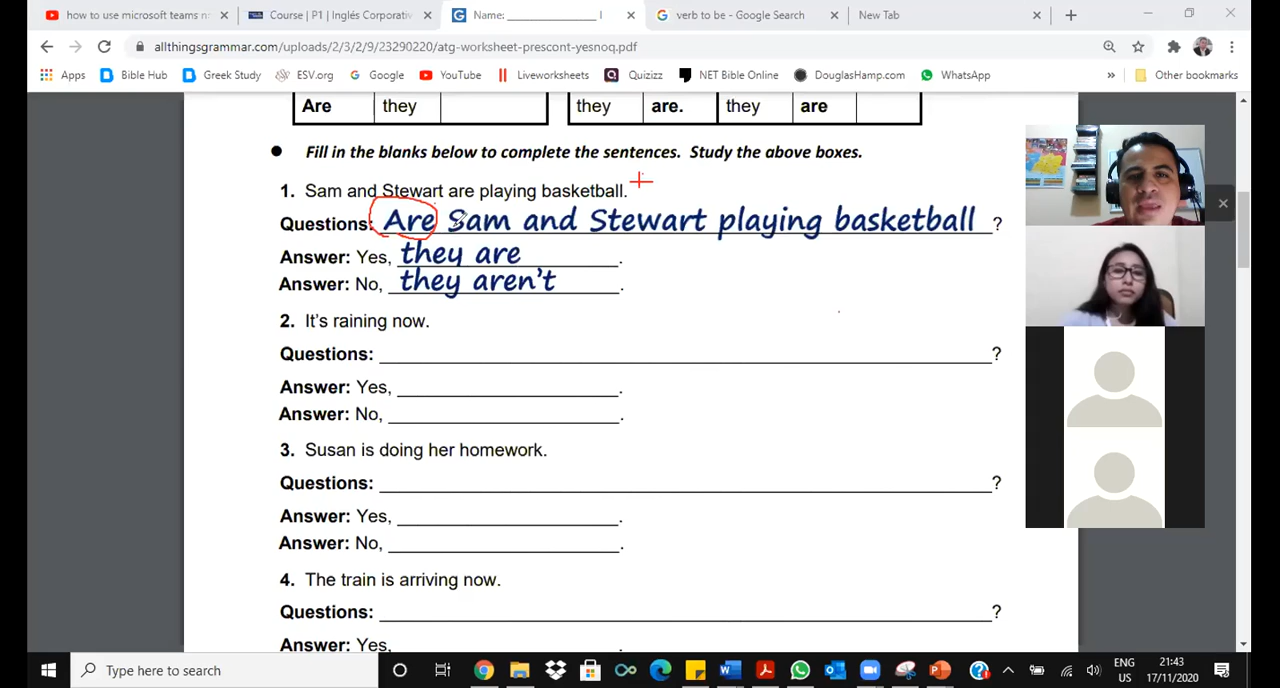 how to use microsoft teams n
Course | P1 | Inglés Corporativ
Name: ____________ I
verb to be - Google Search
New Tab
allthingsgrammar.com/uploads/2/3/2/9/23290220/atg-worksheet-prescont-yesnoq.pdf
Apps
Bible Hub
Greek Study
ESV.org
Google
YouTube
Liveworksheets
Quizizz
NET Bible Online
DouglasHamp.com
WhatsApp
»
Other bookmarks
Are they they are. they are
Fill in the blanks below to complete the sentences. Study the above boxes.
1. Sam and Stewart are playing basketball. +
Questions: Are Sam and Stewart playing basketball ?
Answer: Yes, they are .
Answer: No, they aren't .
2. It's raining now.
Questions: ?
Answer: Yes, .
Answer: No, .
3. Susan is doing her homework.
Questions: ?
Answer: Yes, .
Answer: No, .
4. The train is arriving now.
Questions: ?
Answer: Yes, .
Type here to search
ENG
US
21:43
17/11/2020